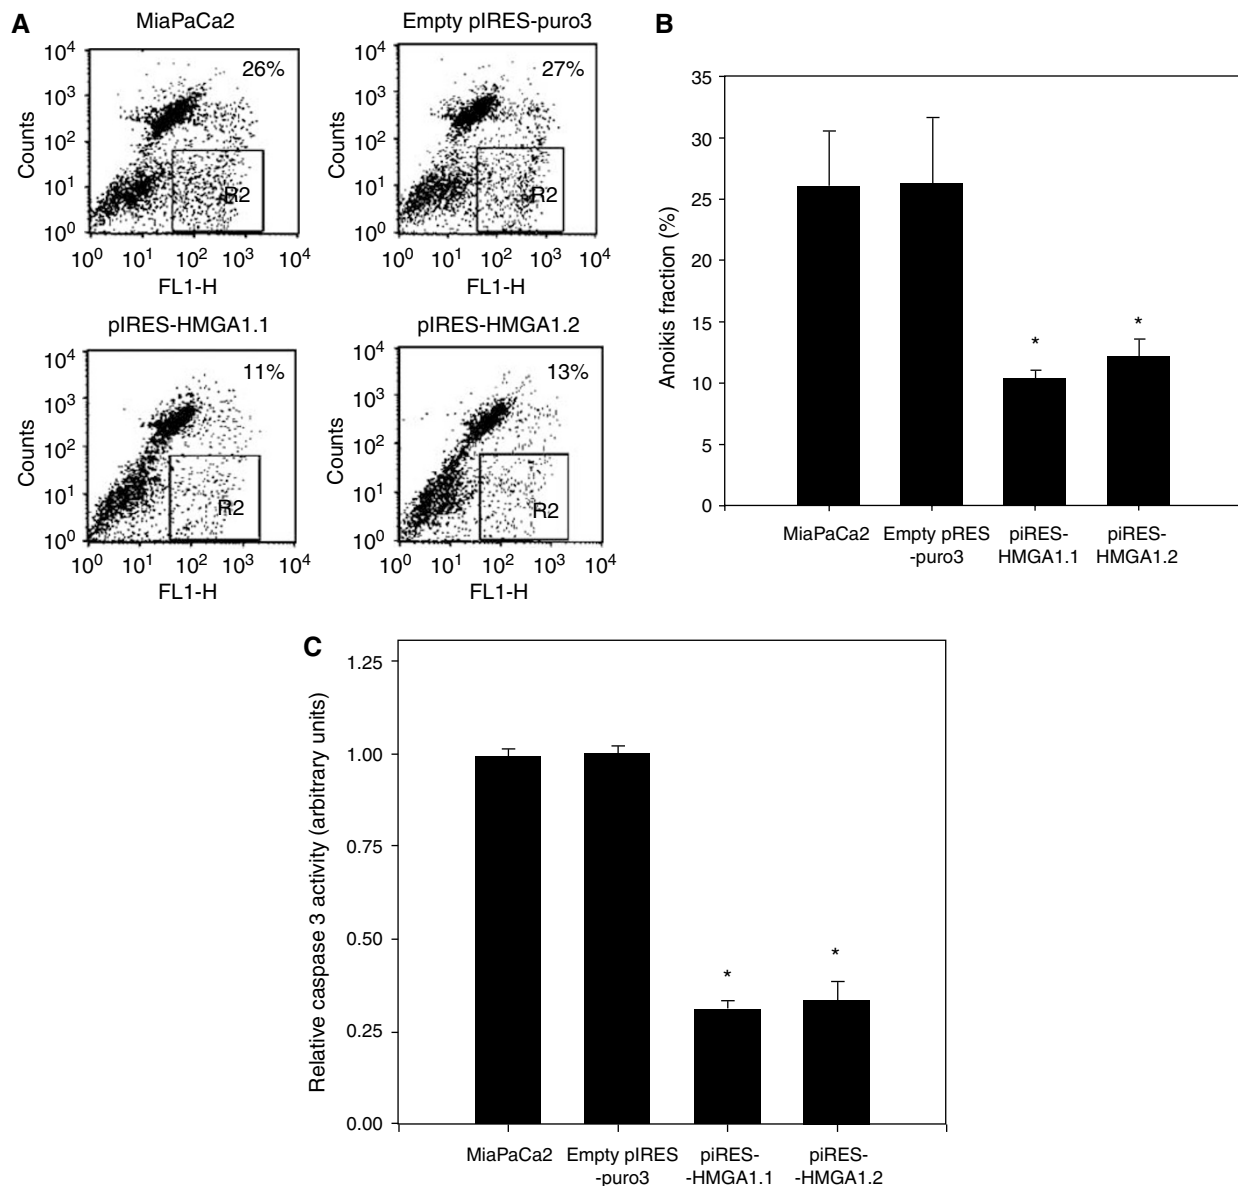 A
MiaPaCa2
26%
10^4
10^3
10^2
10^1
10^0
Counts
R2
10^0 10^1 10^2 10^3 10^4
FL1-H
Empty pIRES-puro3
27%
10^4
10^3
10^2
10^1
10^0
Counts
R2
10^0 10^1 10^2 10^3 10^4
FL1-H
pIRES-HMGA1.1
11%
10^4
10^3
10^2
10^1
10^0
Counts
R2
10^0 10^1 10^2 10^3 10^4
FL1-H
pIRES-HMGA1.2
13%
10^4
10^3
10^2
10^1
10^0
Counts
R2
10^0 10^1 10^2 10^3 10^4
FL1-H
B
35
30
25
20
15
10
5
0
Anoikis fraction (%)
*
*
MiaPaCa2
Empty pRES
-puro3
piRES-
HMGA1.1
piRES-
HMGA1.2
C
1.25
1.00
0.75
0.50
0.25
0.00
Relative caspase 3 activity (arbitrary units)
*
*
MiaPaCa2
Empty pIRES
-puro3
piRES-
-HMGA1.1
piRES-
-HMGA1.2